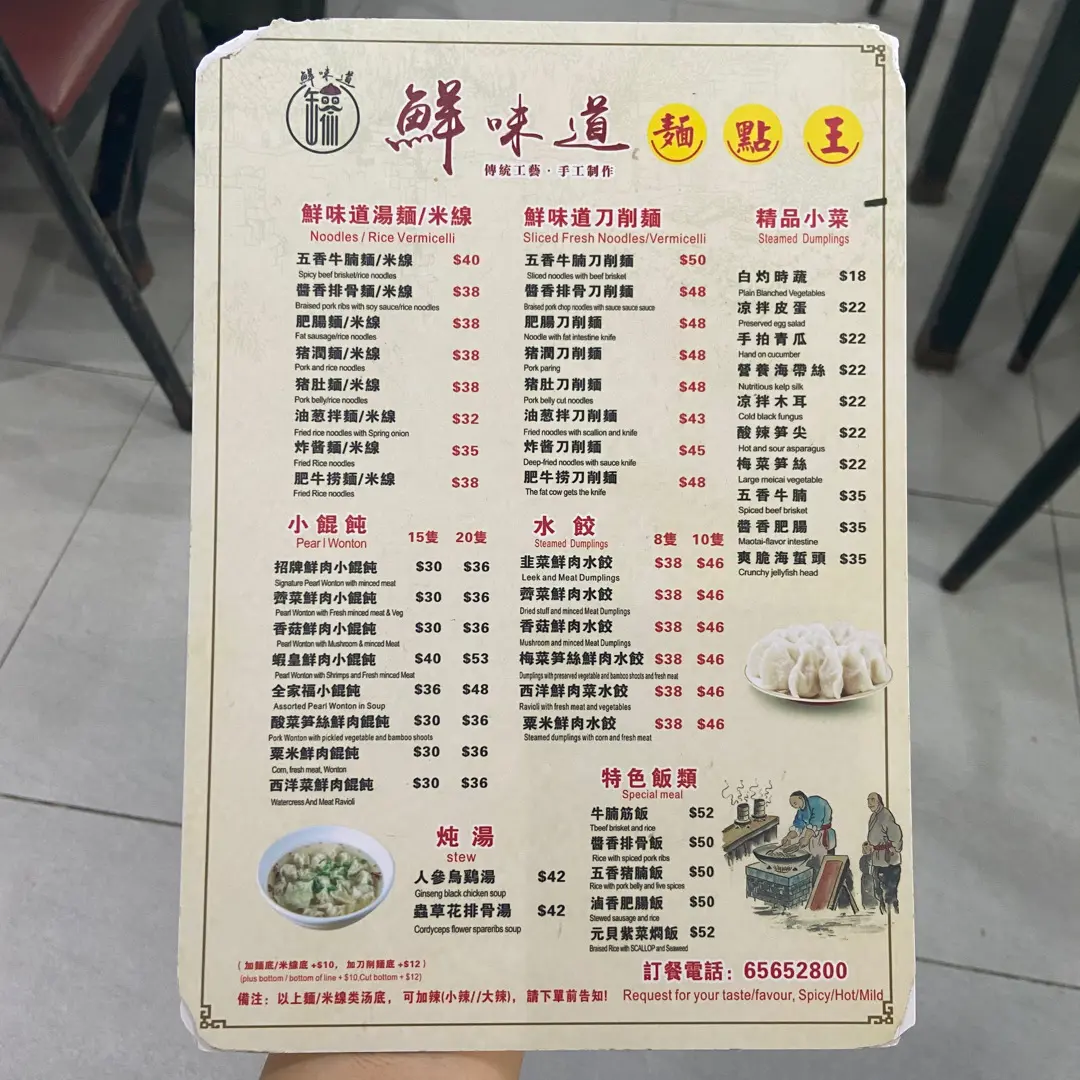 鮮味道
鮮味道
麵 點 王
傳統工藝·手工制作
鮮味道湯麵/米線
Noodles / Rice Vermicelli
五香牛腩麵/米線 $40
Spicy beef brisket/rice noodles
醬香排骨麵/米線 $38
Braised pork ribs with soy sauce/rice noodles
肥腸麵/米線 $38
Fat sausage/rice noodles
猪潤麵/米線 $38
Pork and rice noodles
猪肚麵/米線 $38
Pork belly/rice noodles
油葱拌麵/米線 $32
Fried rice noodles with Spring onion
炸酱麵/米線 $35
Fried Rice noodles
肥牛捞麵/米線 $38
Fried Rice noodles
鮮味道刀削麵
Sliced Fresh Noodles/Vermicelli
五香牛腩刀削麵 $50
Sliced noodles with beef brisket
醬香排骨刀削麵 $48
Braised pork chop noodles with sauce sauce sauce
肥腸刀削麵 $48
Noodle with fat intestine knife
猪潤刀削麵 $48
Pork paring
猪肚刀削麵 $48
Pork belly cut noodles
油葱拌刀削麵 $43
Fried noodles with scallion and knife
炸酱刀削麵 $45
Deep-fried noodles with sauce knife
肥牛捞刀削麵 $48
The fat cow gets the knife
精品小菜
Steamed Dumplings
白灼時蔬 $18
Plain Blanched Vegetables
凉拌皮蛋 $22
Preserved egg salad
手拍青瓜 $22
Hand on cucumber
營養海帶絲 $22
Nutritious kelp silk
凉拌木耳 $22
Cold black fungus
酸辣笋尖 $22
Hot and sour asparagus
梅菜笋絲 $22
Large meicai vegetable
五香牛腩 $35
Spiced beef brisket
醬香肥腸 $35
Maotai-flavor intestine
爽脆海蜇頭 $35
Crunchy jellyfish head
小餛飩 15隻 20隻
Pearl Wonton
招牌鮮肉小餛飩 $30 $36
Signature Pearl Wonton with minced meat
薺菜鮮肉小餛飩 $30 $36
Pearl Wonton with Fresh minced meat & Veg
香菇鮮肉小餛飩 $30 $36
Pearl Wonton with Mushroom & minced Meat
蝦皇鮮肉小餛飩 $40 $53
Pearl Wonton with Shrimps and Fresh minced Meat
全家福小餛飩 $36 $48
Assorted Pearl Wonton in Soup
酸菜笋絲鮮肉餛飩 $30 $36
Pork Wonton with pickled vegetable and bamboo shoots
粟米鮮肉餛飩 $30 $36
Corn, fresh meat, Wonton
西洋菜鮮肉餛飩 $30 $36
Watercress And Meat Ravioli
水餃 8隻 10隻
Steamed Dumplings
韭菜鮮肉水餃 $38 $46
Leek and Meat Dumplings
薺菜鮮肉水餃 $38 $46
Dried stuff and minced Meat Dumplings
香菇鮮肉水餃 $38 $46
Mushroom and minced Meat Dumplings
梅菜笋絲鮮肉水餃 $38 $46
Dumplings with preserved vegetable and bamboo shoots and fresh meat
西洋鮮肉菜水餃 $38 $46
Ravioli with fresh meat and vegetables
粟米鮮肉水餃 $38 $46
Steamed dumplings with corn and fresh meat
炖湯
stew
人參烏鷄湯 $42
Ginseng black chicken soup
蟲草花排骨湯 $42
Cordyceps flower spareribs soup
特色飯類
Special meal
牛腩筋飯 $52
Tbeef brisket and rice
醬香排骨飯 $50
Rice with spiced pork ribs
五香猪腩飯 $50
Rice with pork belly and live spices
滷香肥腸飯 $50
Stewed sausage and rice
元貝紫菜燜飯 $52
Braised Rice with SCALLOP and Seaweed
(加麵底/米線底 +$10, 加刀削麵底 +$12)
(plus bottom / bottom of line + $10,Cut bottom + $12)
訂餐電話：65652800
備注：以上麵/米線类汤底，可加辣(小辣//大辣)，請下單前告知!
Request for your taste/favour, Spicy/Hot/Mild